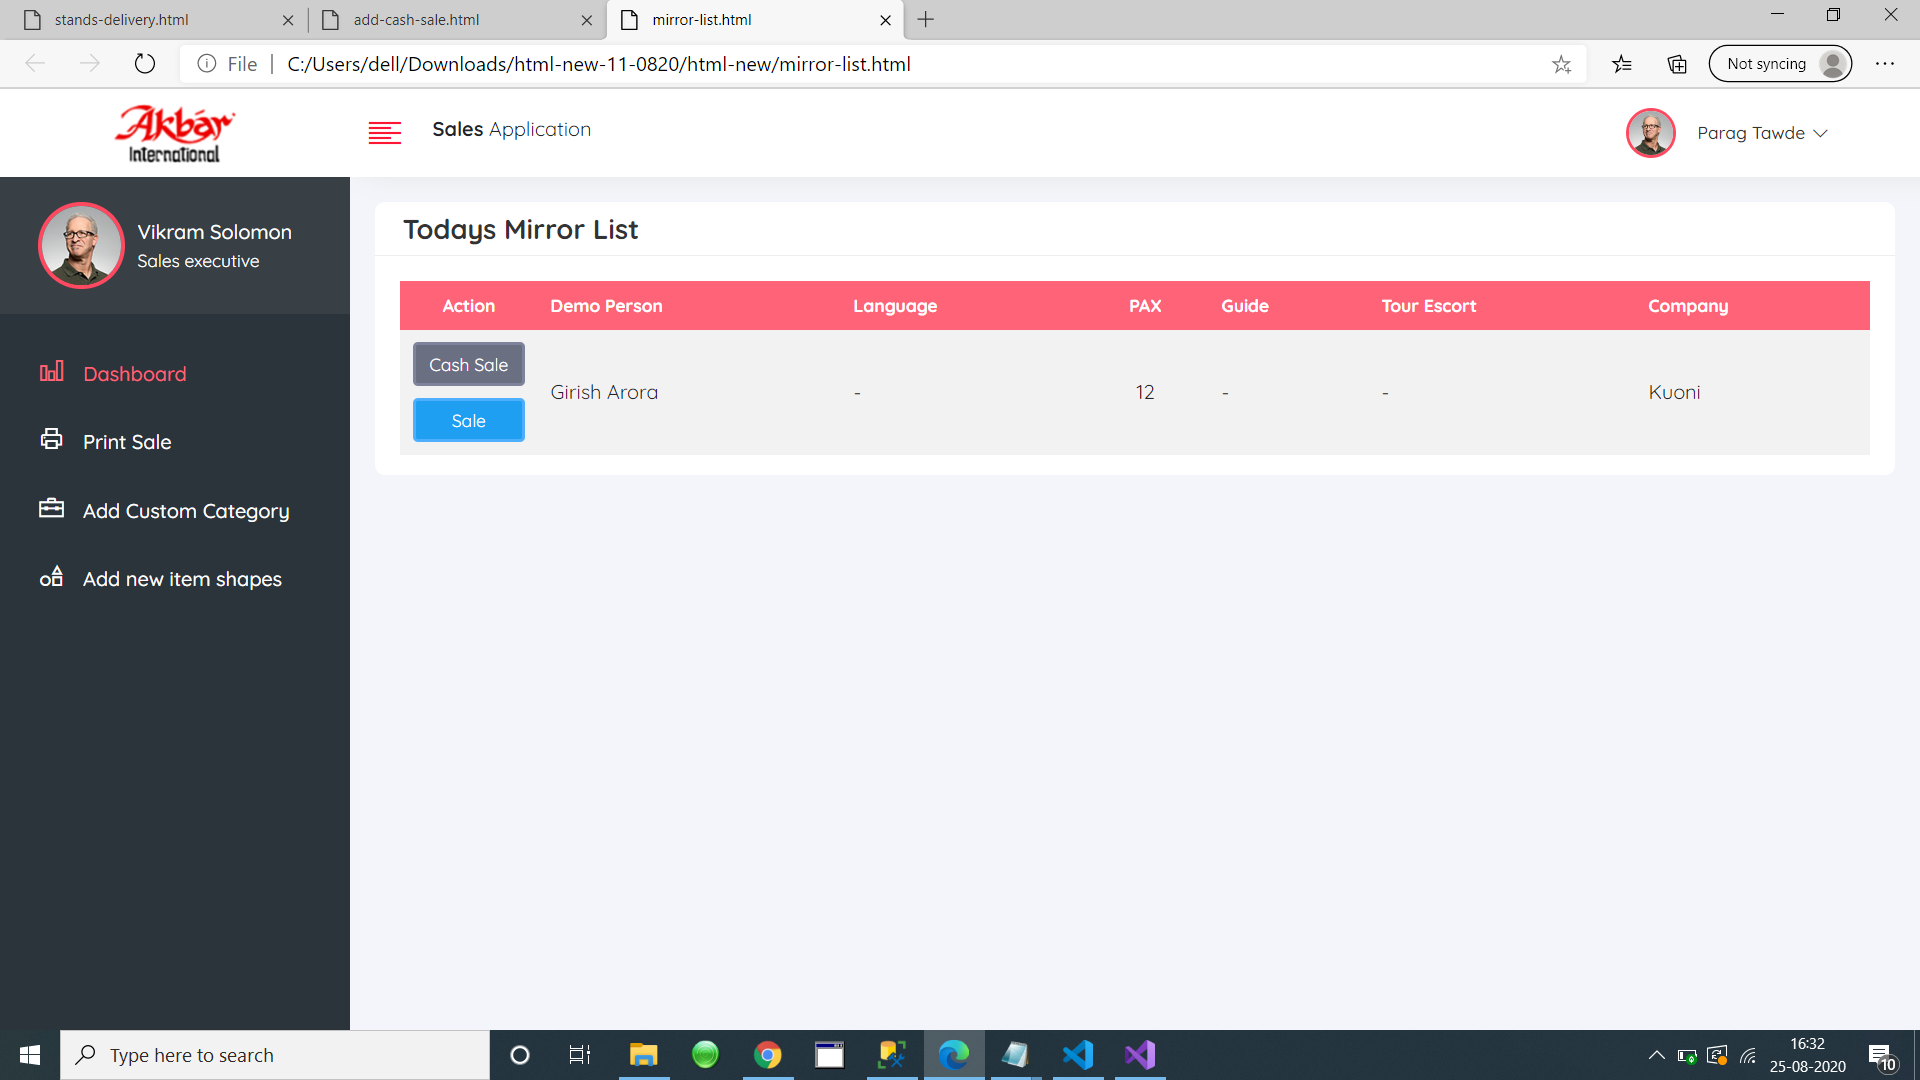 stands-delivery.html
add-cash-sale.html
mirror-list.html
File
C:/Users/dell/Downloads/html-new-11-0820/html-new/mirror-list.html
Not syncing
Akbar
International
Sales Application
Parag Tawde
Vikram Solomon
Sales executive
Dashboard
Print Sale
Add Custom Category
Add new item shapes
Todays Mirror List
Action Demo Person Language PAX Guide Tour Escort Company
Cash Sale
Girish Arora - 12 - - Kuoni
Sale
Type here to search
16:32
25-08-2020
10